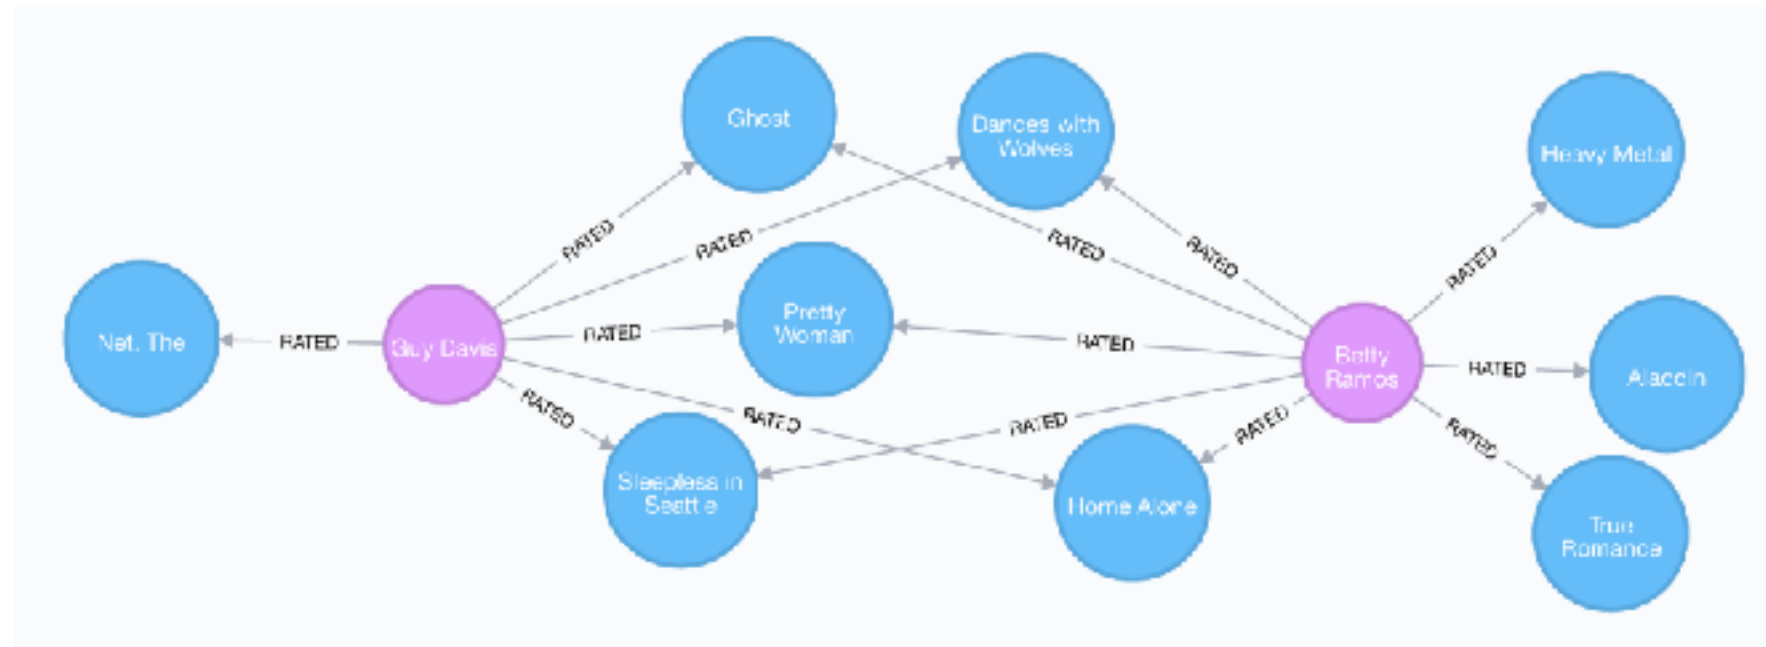 Ghost
Dances with
Wolves
Heavy Metal
RATED
RATED
RATED
RATED
RATED
Net, The
RATED
Guy Davis
RATED
Pretty
Woman
RATED
Betty
Ramos
RATED
Aladdin
RATED
RATED
RATED
RATED
RATED
Sleepless in
Seattle
Home Alone
True
Romance